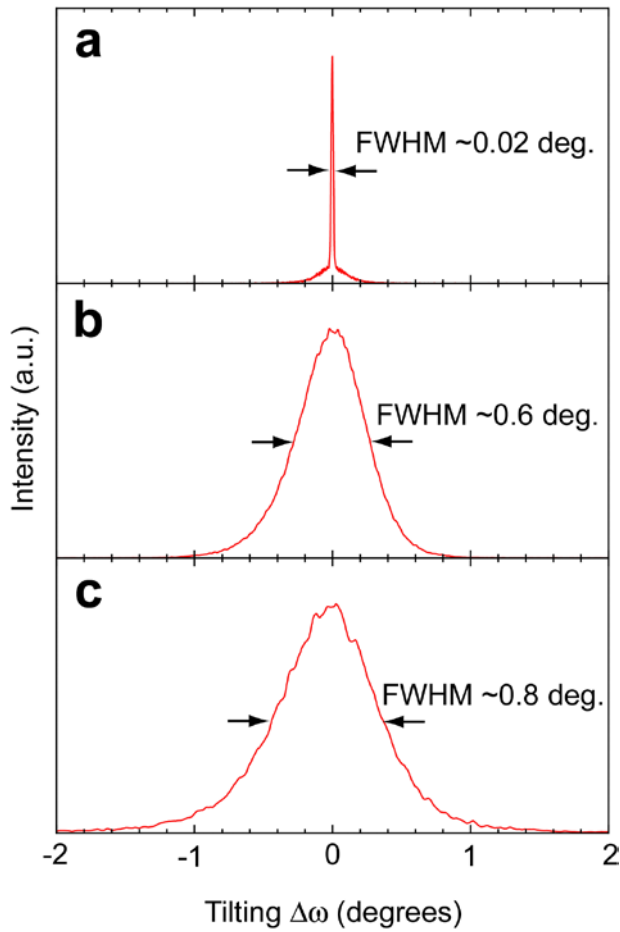 a
FWHM ~0.02 deg.
b
FWHM ~0.6 deg.
c
FWHM ~0.8 deg.
Intensity (a.u.)
-2 -1 0 1 2
Tilting Δω (degrees)